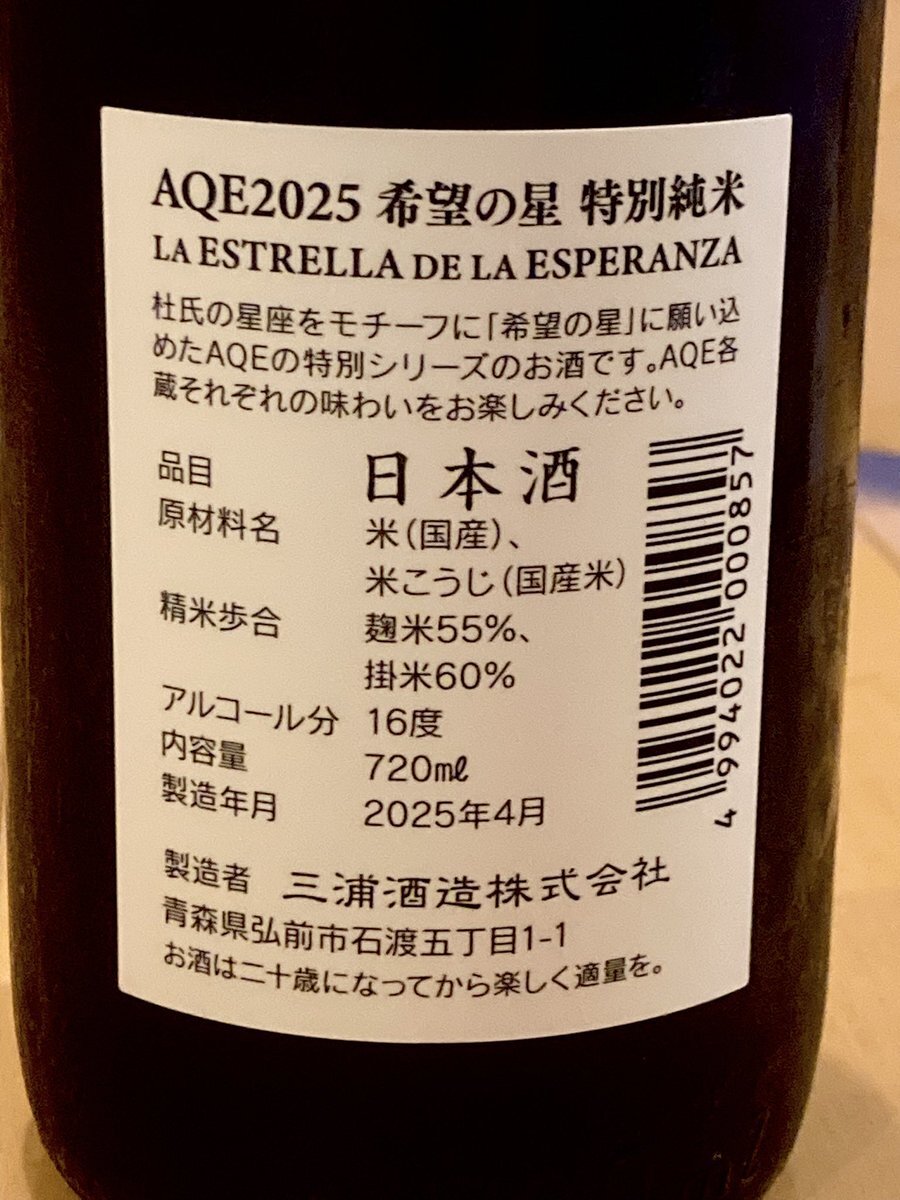 AQE2025 希望の星 特別純米
LA ESTRELLA DE LA ESPERANZA
杜氏の星座をモチーフに「希望の星」に願い込
めたAQEの特別シリーズのお酒です。AQE各
蔵それぞれの味わいをお楽しみください。
品目 日本酒
原材料名 米(国産)、
米こうじ(国産米)
精米歩合 麹米55%、
掛米60%
アルコール分 16度
内容量 720㎖
製造年月 2025年4月
製造者 三浦酒造株式会社
青森県弘前市石渡五丁目1-1
お酒は二十歳になってから楽しく適量を。
4 994022 000857